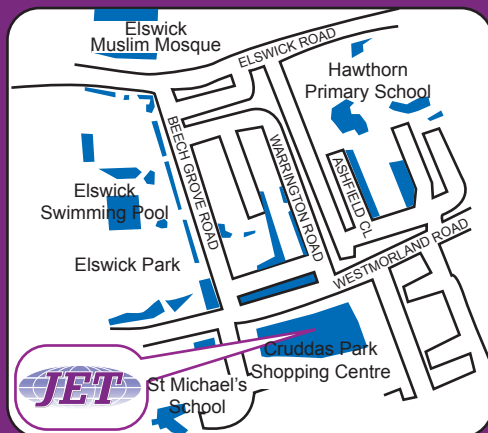 Elswick
Muslim Mosque
ELSWICK ROAD
Hawthorn
Primary School
BEECH GROVE ROAD
WARRINGTON ROAD
ASHFIELD CL
Elswick
Swimming Pool
Elswick Park
WESTMORLAND ROAD
Cruddas Park
Shopping Centre
JET
St Michael's
School